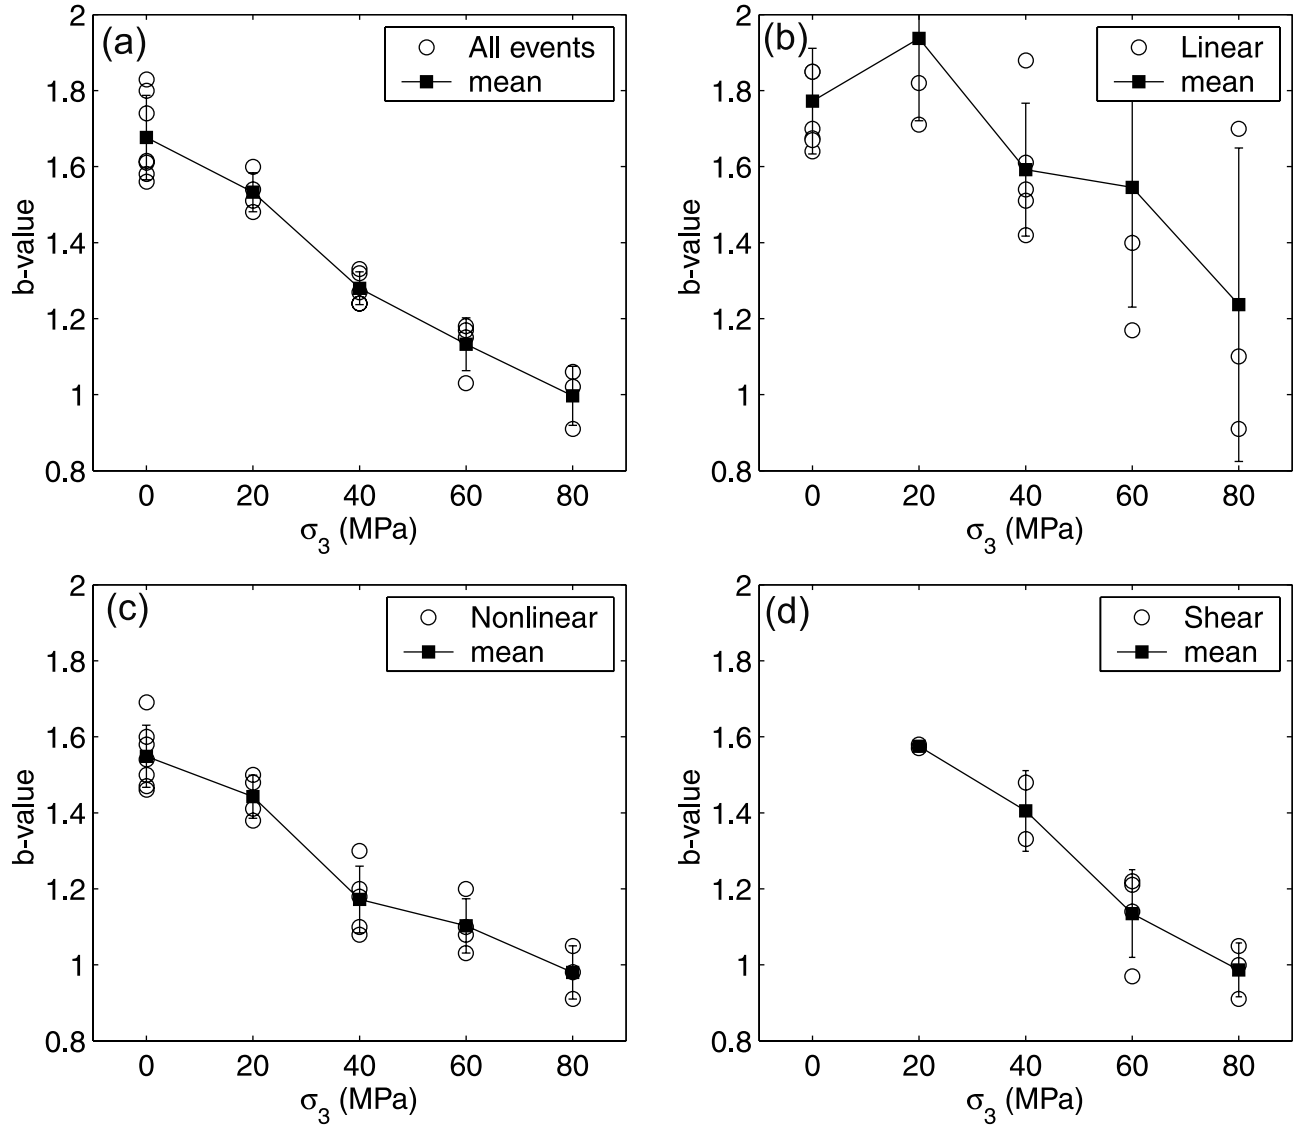 (a)
All events
mean
2
1.8
1.6
1.4
1.2
1
0.8
b-value
0 20 40 60 80
σ3 (MPa)
(b)
Linear
mean
2
1.8
1.6
1.4
1.2
1
0.8
b-value
0 20 40 60 80
σ3 (MPa)
(c)
Nonlinear
mean
2
1.8
1.6
1.4
1.2
1
0.8
b-value
0 20 40 60 80
σ3 (MPa)
(d)
Shear
mean
2
1.8
1.6
1.4
1.2
1
0.8
b-value
0 20 40 60 80
σ3 (MPa)